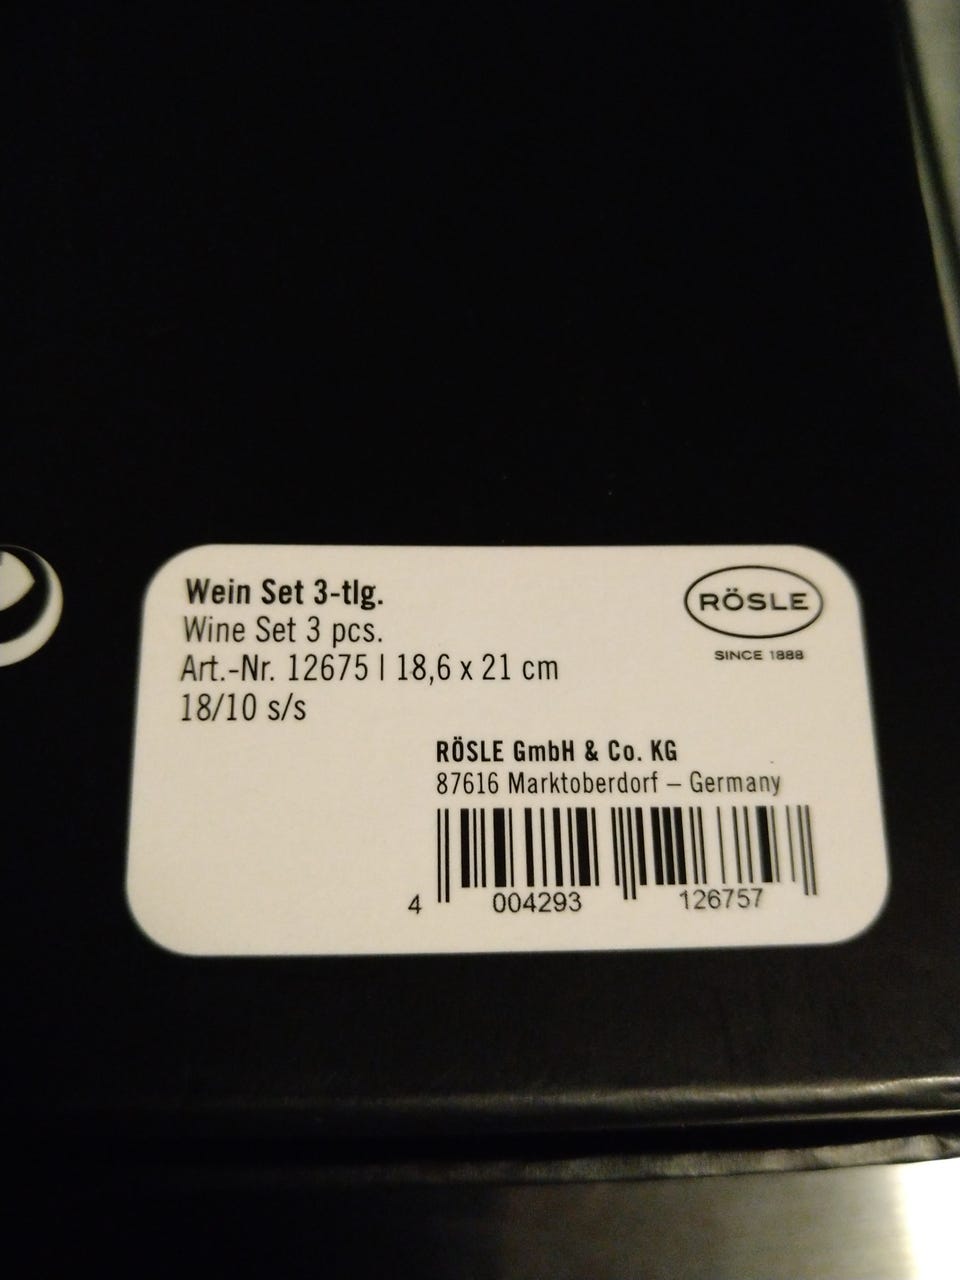 Wein Set 3-tlg.
Wine Set 3 pcs.
Art.-Nr. 12675 | 18,6 x 21 cm
18/10 s/s
RÖSLE
SINCE 1888
RÖSLE GmbH & Co. KG
87616 Marktoberdorf – Germany
4 004293 126757